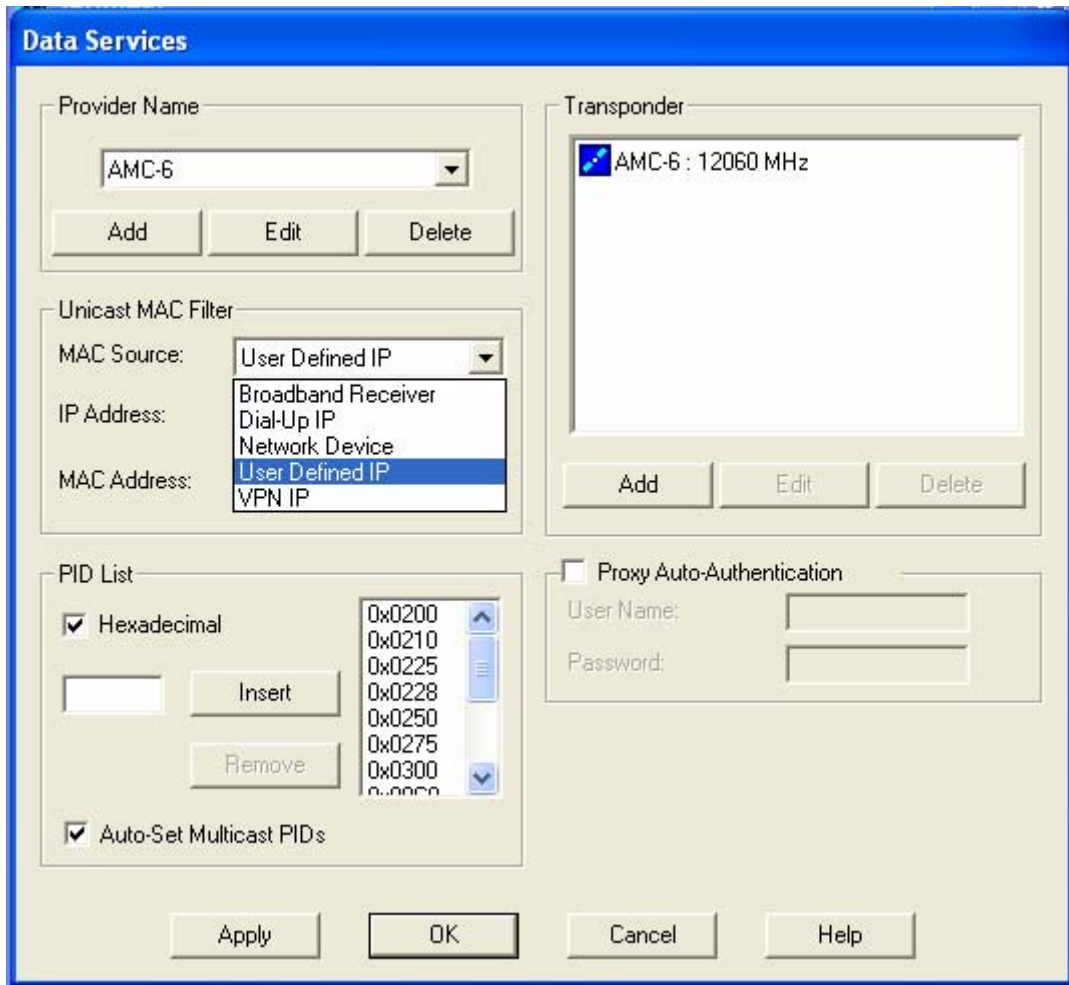 Data Services
Provider Name
AMC-6
Add Edit Delete
Unicast MAC Filter
MAC Source: User Defined IP
Broadband Receiver
IP Address:
Dial-Up IP
Network Device
MAC Address:
User Defined IP
VPN IP
PID List
Hexadecimal
Insert
Remove
0x0200
0x0210
0x0225
0x0228
0x0250
0x0275
0x0300
Auto-Set Multicast PIDs
Transponder
AMC-6 : 12060 MHz
Add Edit Delete
Proxy Auto-Authentication
User Name:
Password:
Apply OK Cancel Help